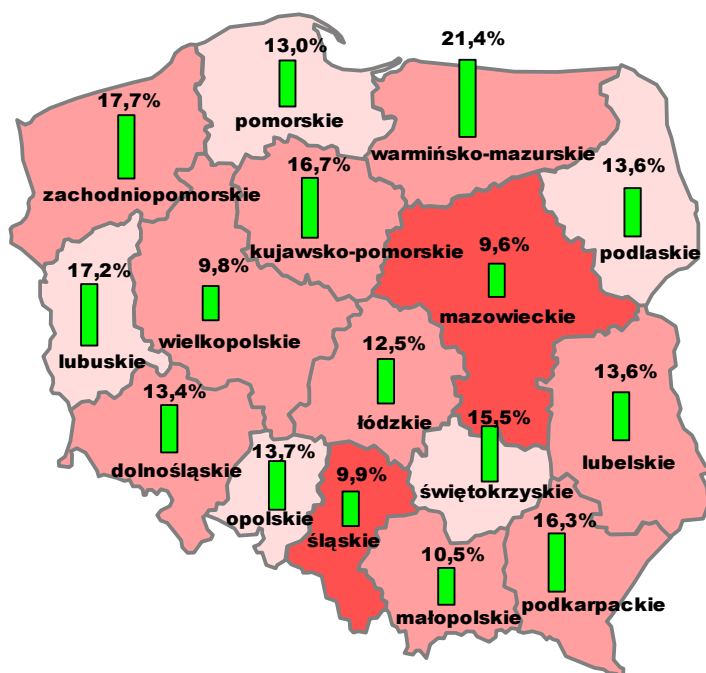 13,0%
pomorskie
21,4%
warmińsko-mazurskie
17,7%
zachodniopomorskie
16,7%
kujawsko-pomorskie
13,6%
podlaskie
17,2%
lubuskie
9,8%
wielkopolskie
9,6%
mazowieckie
12,5%
łódzkie
13,6%
lubelskie
13,4%
dolnośląskie
13,7%
opolskie
9,9%
śląskie
15,5%
świętokrzyskie
10,5%
małopolskie
16,3%
podkarpackie